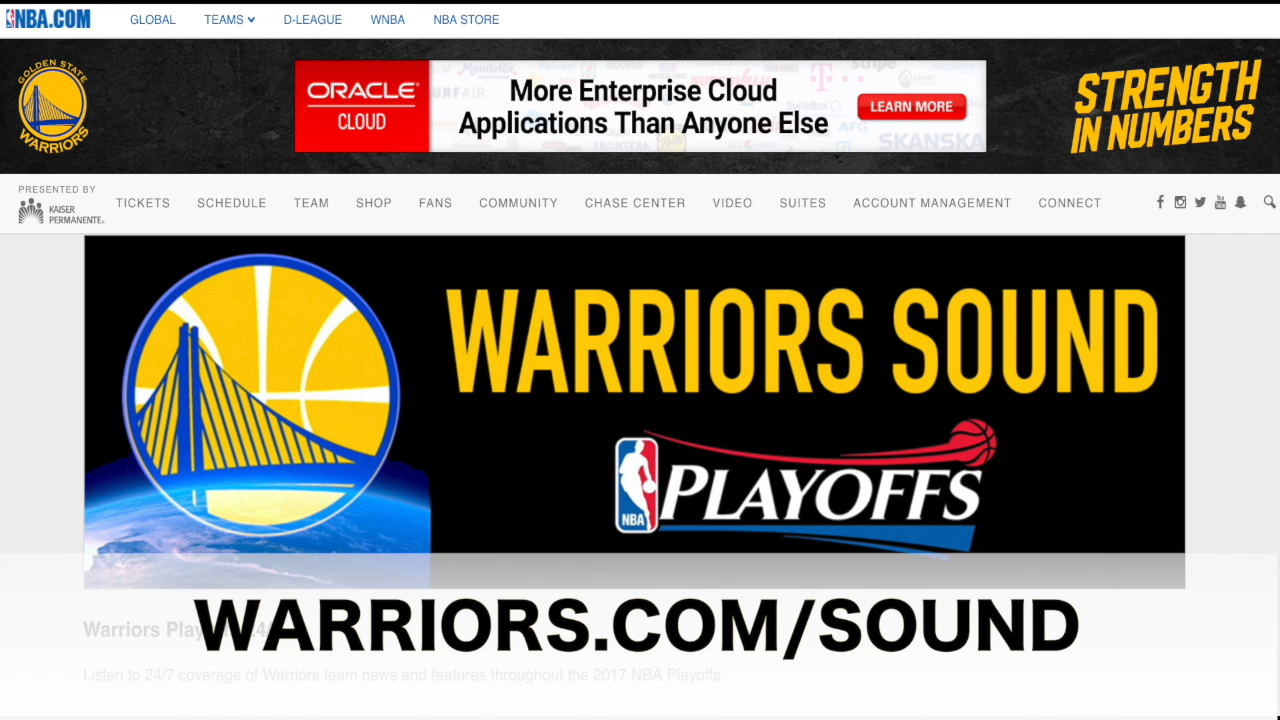 NBA.COM GLOBAL TEAMS D-LEAGUE WNBA NBA STORE
GOLDEN STATE
WARRIORS
ORACLE
CLOUD
More Enterprise Cloud
Applications Than Anyone Else
LEARN MORE
STRENGTH
IN NUMBERS
PRESENTED BY
KAISER
PERMANENTE®
TICKETS SCHEDULE TEAM SHOP FANS COMMUNITY CHASE CENTER VIDEO SUITES ACCOUNT MANAGEMENT CONNECT
WARRIORS SOUND
NBA
PLAYOFFS
WARRIORS.COM/SOUND
Listen to 24/7 coverage of Warriors team news and features throughout the 2017 NBA Playoffs.